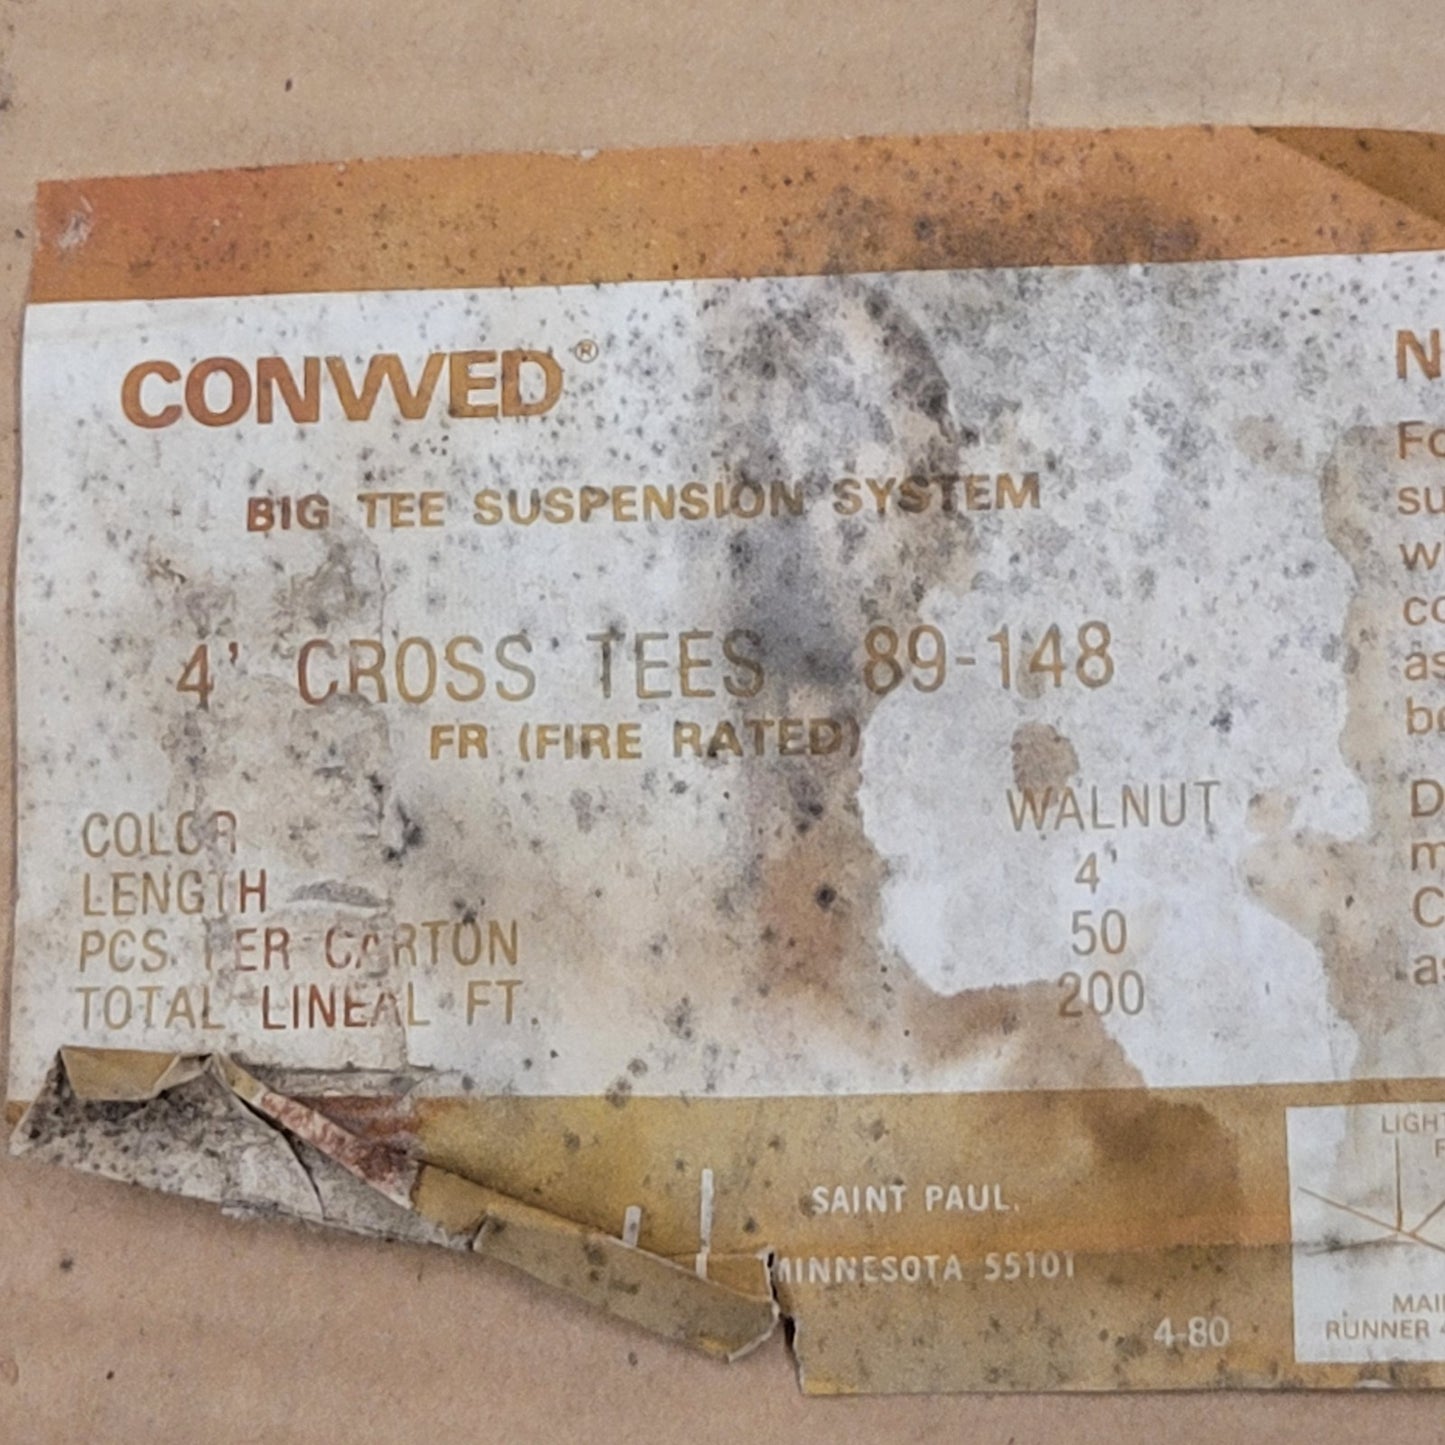 CONWED®
BIG TEE SUSPENSION SYSTEM
4' CROSS TEES 89-148
FR (FIRE RATED)
COLOR WALNUT
LENGTH 4'
PCS PER CARTON 50
TOTAL LINEAL FT 200
SAINT PAUL,
MINNESOTA 55101
4-80
RUNNER